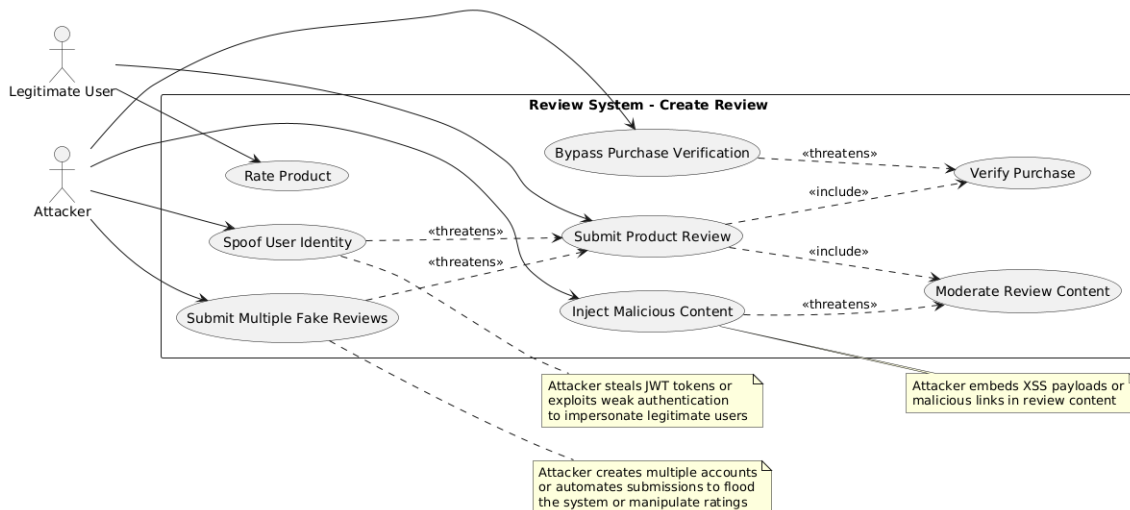 Legitimate User
Attacker
Review System - Create Review
Bypass Purchase Verification
«threatens»
Verify Purchase
Rate Product
«include»
Spoof User Identity
«threatens»
Submit Product Review
«threatens»
«include»
Submit Multiple Fake Reviews
Inject Malicious Content
«threatens»
Moderate Review Content
Attacker steals JWT tokens or
exploits weak authentication
to impersonate legitimate users
Attacker embeds XSS payloads or
malicious links in review content
Attacker creates multiple accounts
or automates submissions to flood
the system or manipulate ratings